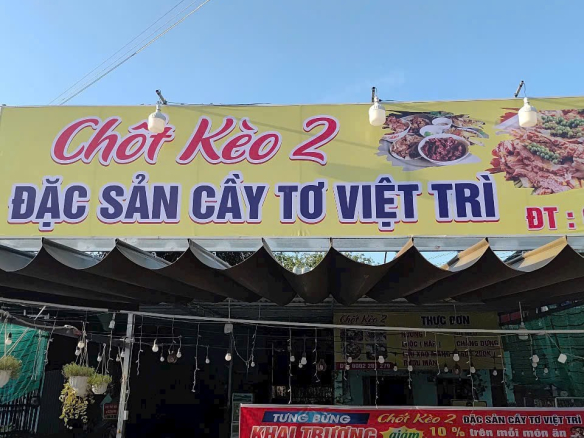 Chốt Kèo 2
ĐẶC SẢN CẦY TƠ VIỆT TRÌ
ĐT :
Chốt Kèo 2
THỰC ĐƠN
TƯNG BỪNG
KHAI TRƯƠNG
Chốt Kèo 2 ĐẶC SẢN CẦY TƠ VIỆT TRÌ
giảm 10 % trên mỗi món ăn